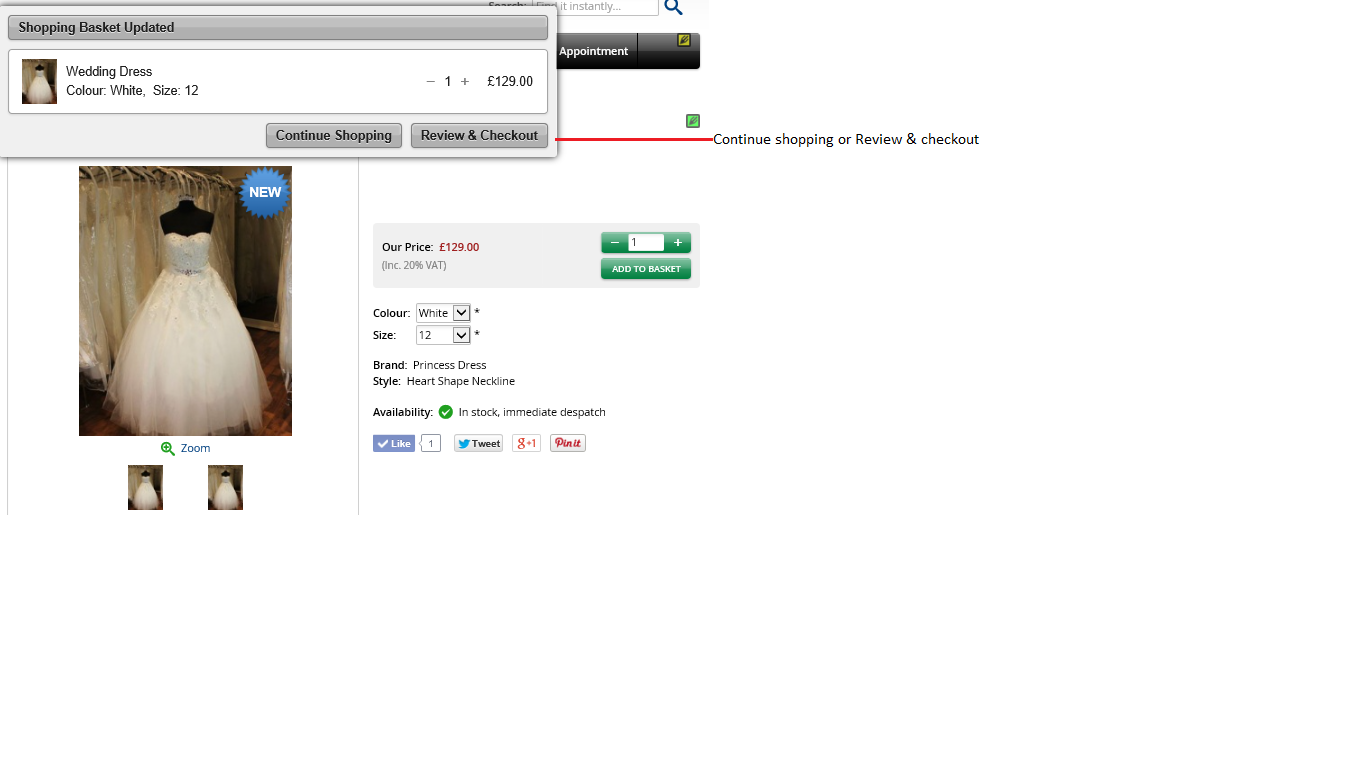 Search: Find it instantly...
Shopping Basket Updated
Appointment
Wedding Dress
Colour: White,  Size: 12
− 1 + £129.00
Continue Shopping
Review & Checkout
Continue shopping or Review & checkout
NEW
Our Price: £129.00
(Inc. 20% VAT)
− 1 +
ADD TO BASKET
Colour: White *
Size: 12 *
Brand: Princess Dress
Style: Heart Shape Neckline
Availability: In stock, immediate despatch
Like 1 Tweet g+1 Pin it
Zoom